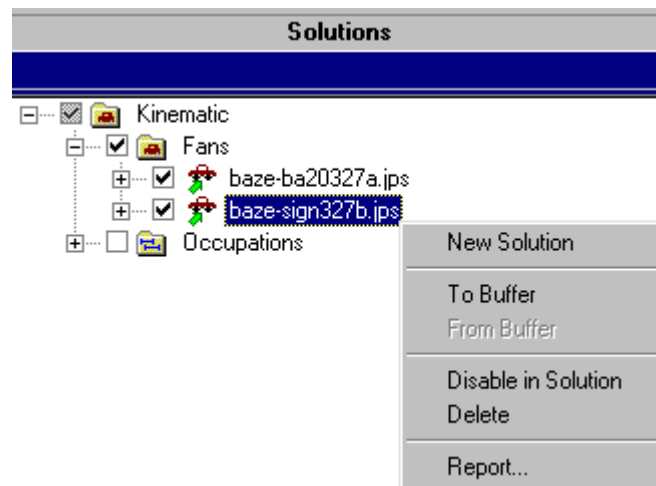 Solutions
Kinematic
Fans
baze-ba20327a.jps
baze-sign327b.jps
Occupations
New Solution
To Buffer
From Buffer
Disable in Solution
Delete
Report...